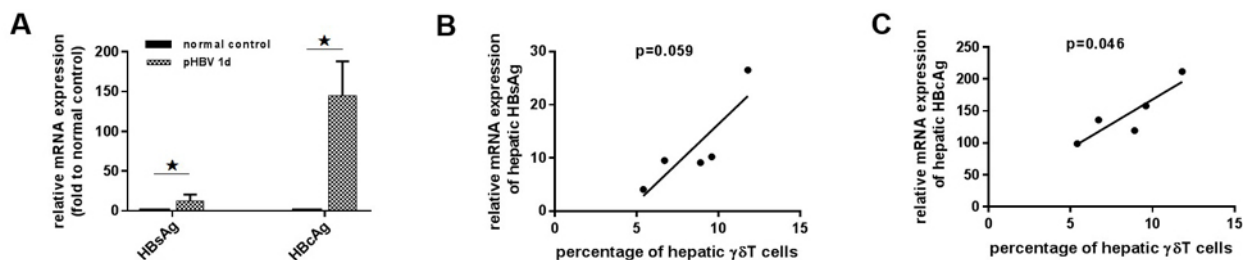 A
relative mRNA expression
(fold to normal control)
200
150
100
50
0
normal control
pHBV 1d
★
★
HBsAg
HBcAg
B
relative mRNA expression
of hepatic HBsAg
30
20
10
0
p=0.059
0
5
10
15
percentage of hepatic γδT cells
C
relative mRNA expression
of hepatic HBcAg
250
200
150
100
50
0
p=0.046
0
5
10
15
percentage of hepatic γδT cells